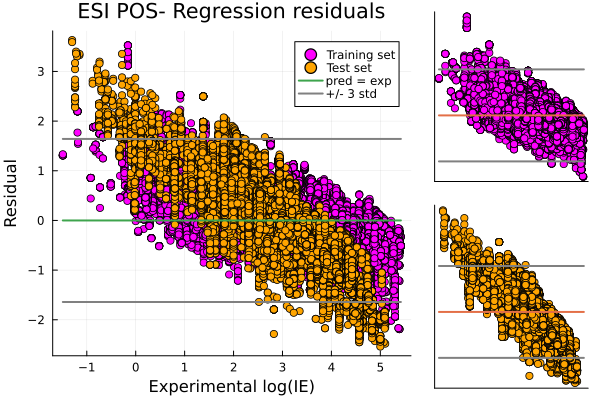 ESI POS- Regression residuals
Training set
Test set
pred = exp
+/- 3 std
3
2
1
0
−1
−2
Residual
−1
0
1
2
3
4
5
Experimental log(IE)